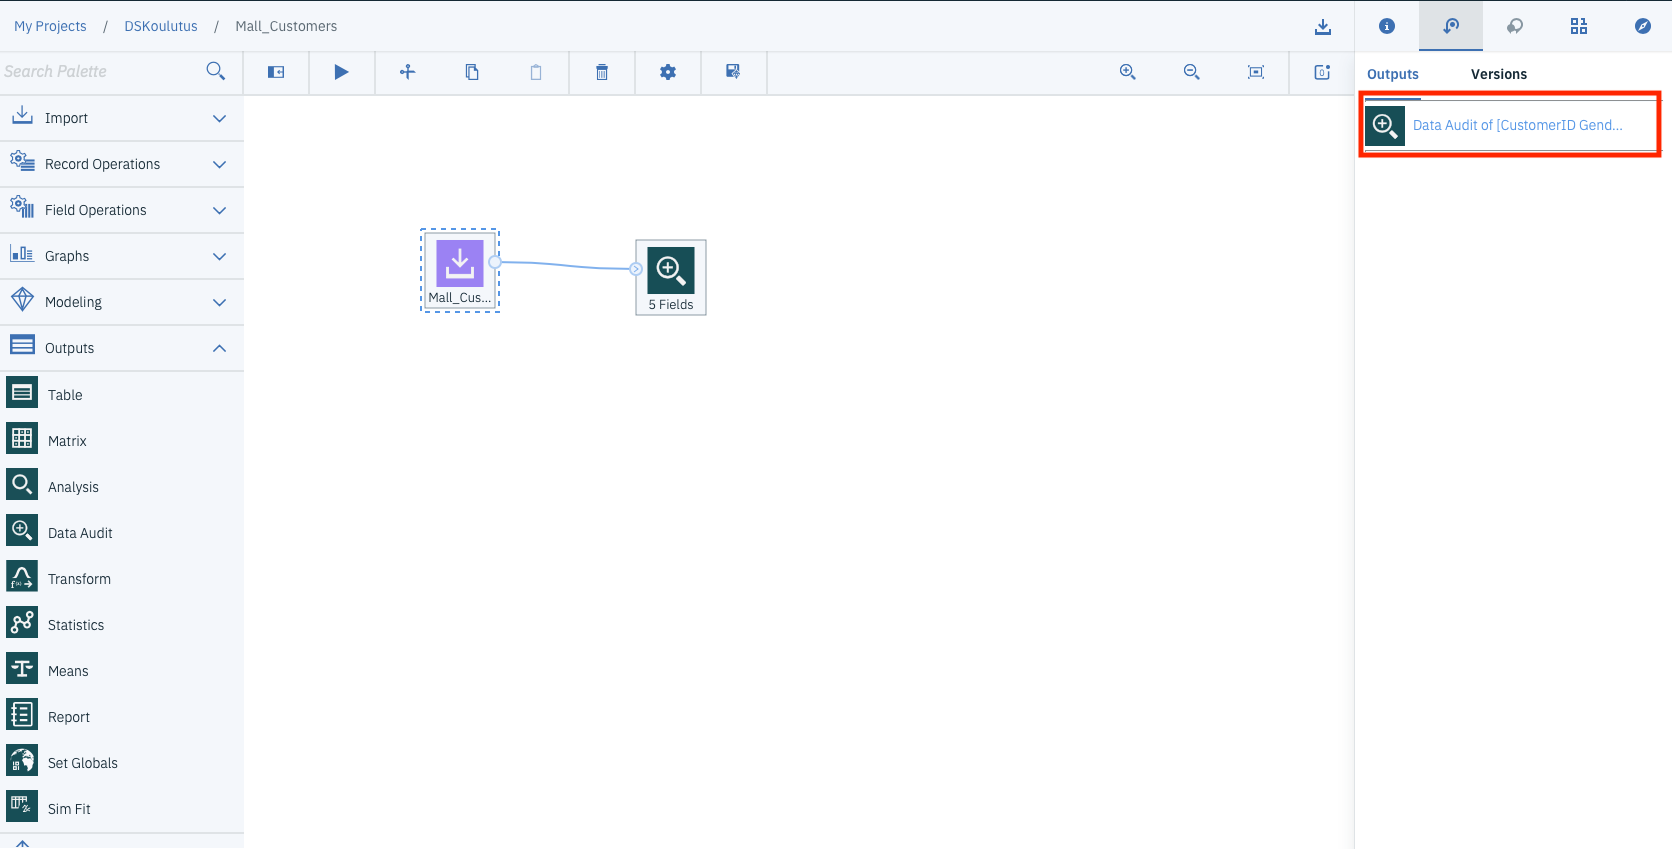 My Projects / DSKoulutus / Mall_Customers
Outputs Versions
Search Palette
Data Audit of [CustomerID Gend...
Import
Record Operations
Field Operations
Graphs
Modeling
Outputs
Table
Matrix
Analysis
Data Audit
Transform
Statistics
Means
Report
Set Globals
Sim Fit
Mall_Cus...
5 Fields